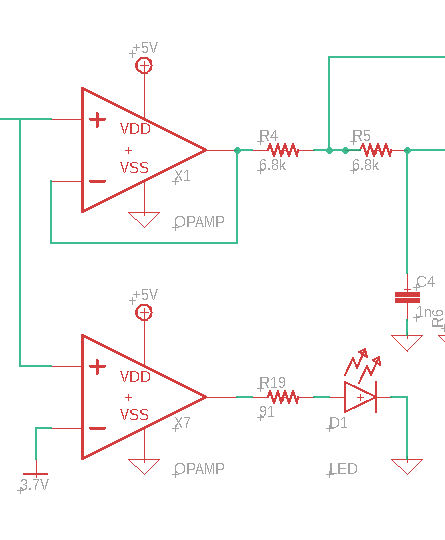 +5V
VDD
VSS
X1
OPAMP
R4
6.8k
R5
6.8k
C4
1n
R6
+5V
VDD
VSS
X7
OPAMP
3.7V
R19
91
D1
LED